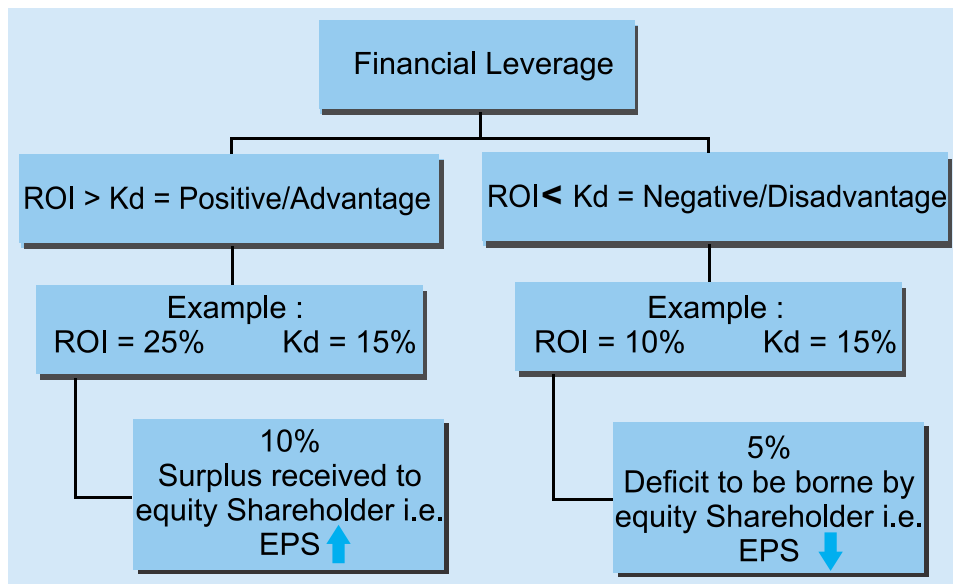 Financial Leverage
ROI > Kd = Positive/Advantage
ROI< Kd = Negative/Disadvantage
Example :
ROI = 25% Kd = 15%
Example :
ROI = 10% Kd = 15%
10%
Surplus received to
equity Shareholder i.e.
EPS
5%
Deficit to be borne by
equity Shareholder i.e.
EPS